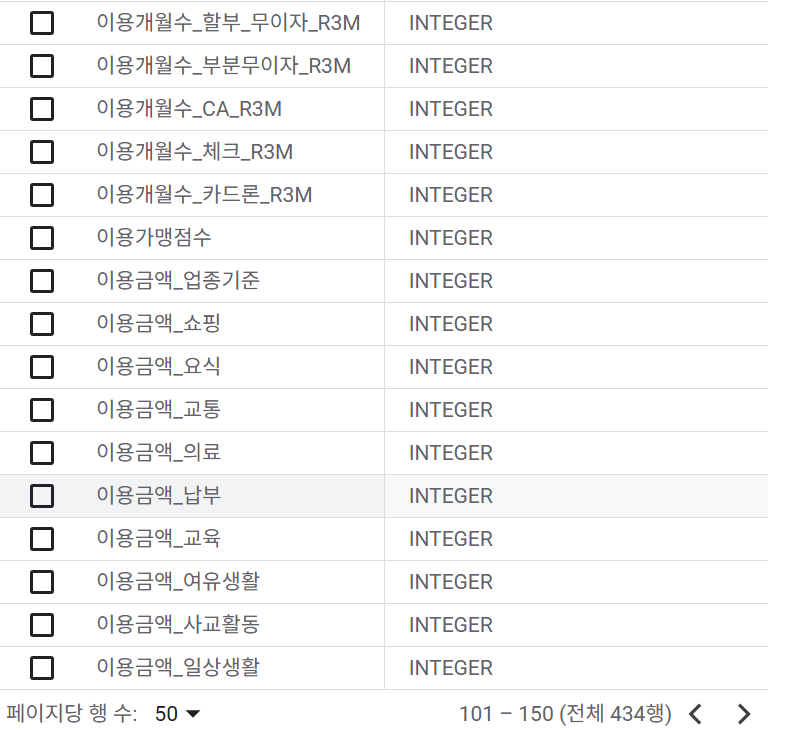 이용개월수_할부_무이자_R3M INTEGER
이용개월수_부분무이자_R3M INTEGER
이용개월수_CA_R3M INTEGER
이용개월수_체크_R3M INTEGER
이용개월수_카드론_R3M INTEGER
이용가맹점수 INTEGER
이용금액_업종기준 INTEGER
이용금액_쇼핑 INTEGER
이용금액_요식 INTEGER
이용금액_교통 INTEGER
이용금액_의료 INTEGER
이용금액_납부 INTEGER
이용금액_교육 INTEGER
이용금액_여유생활 INTEGER
이용금액_사교활동 INTEGER
이용금액_일상생활 INTEGER
페이지당 행 수: 50 101 – 150 (전체 434행)